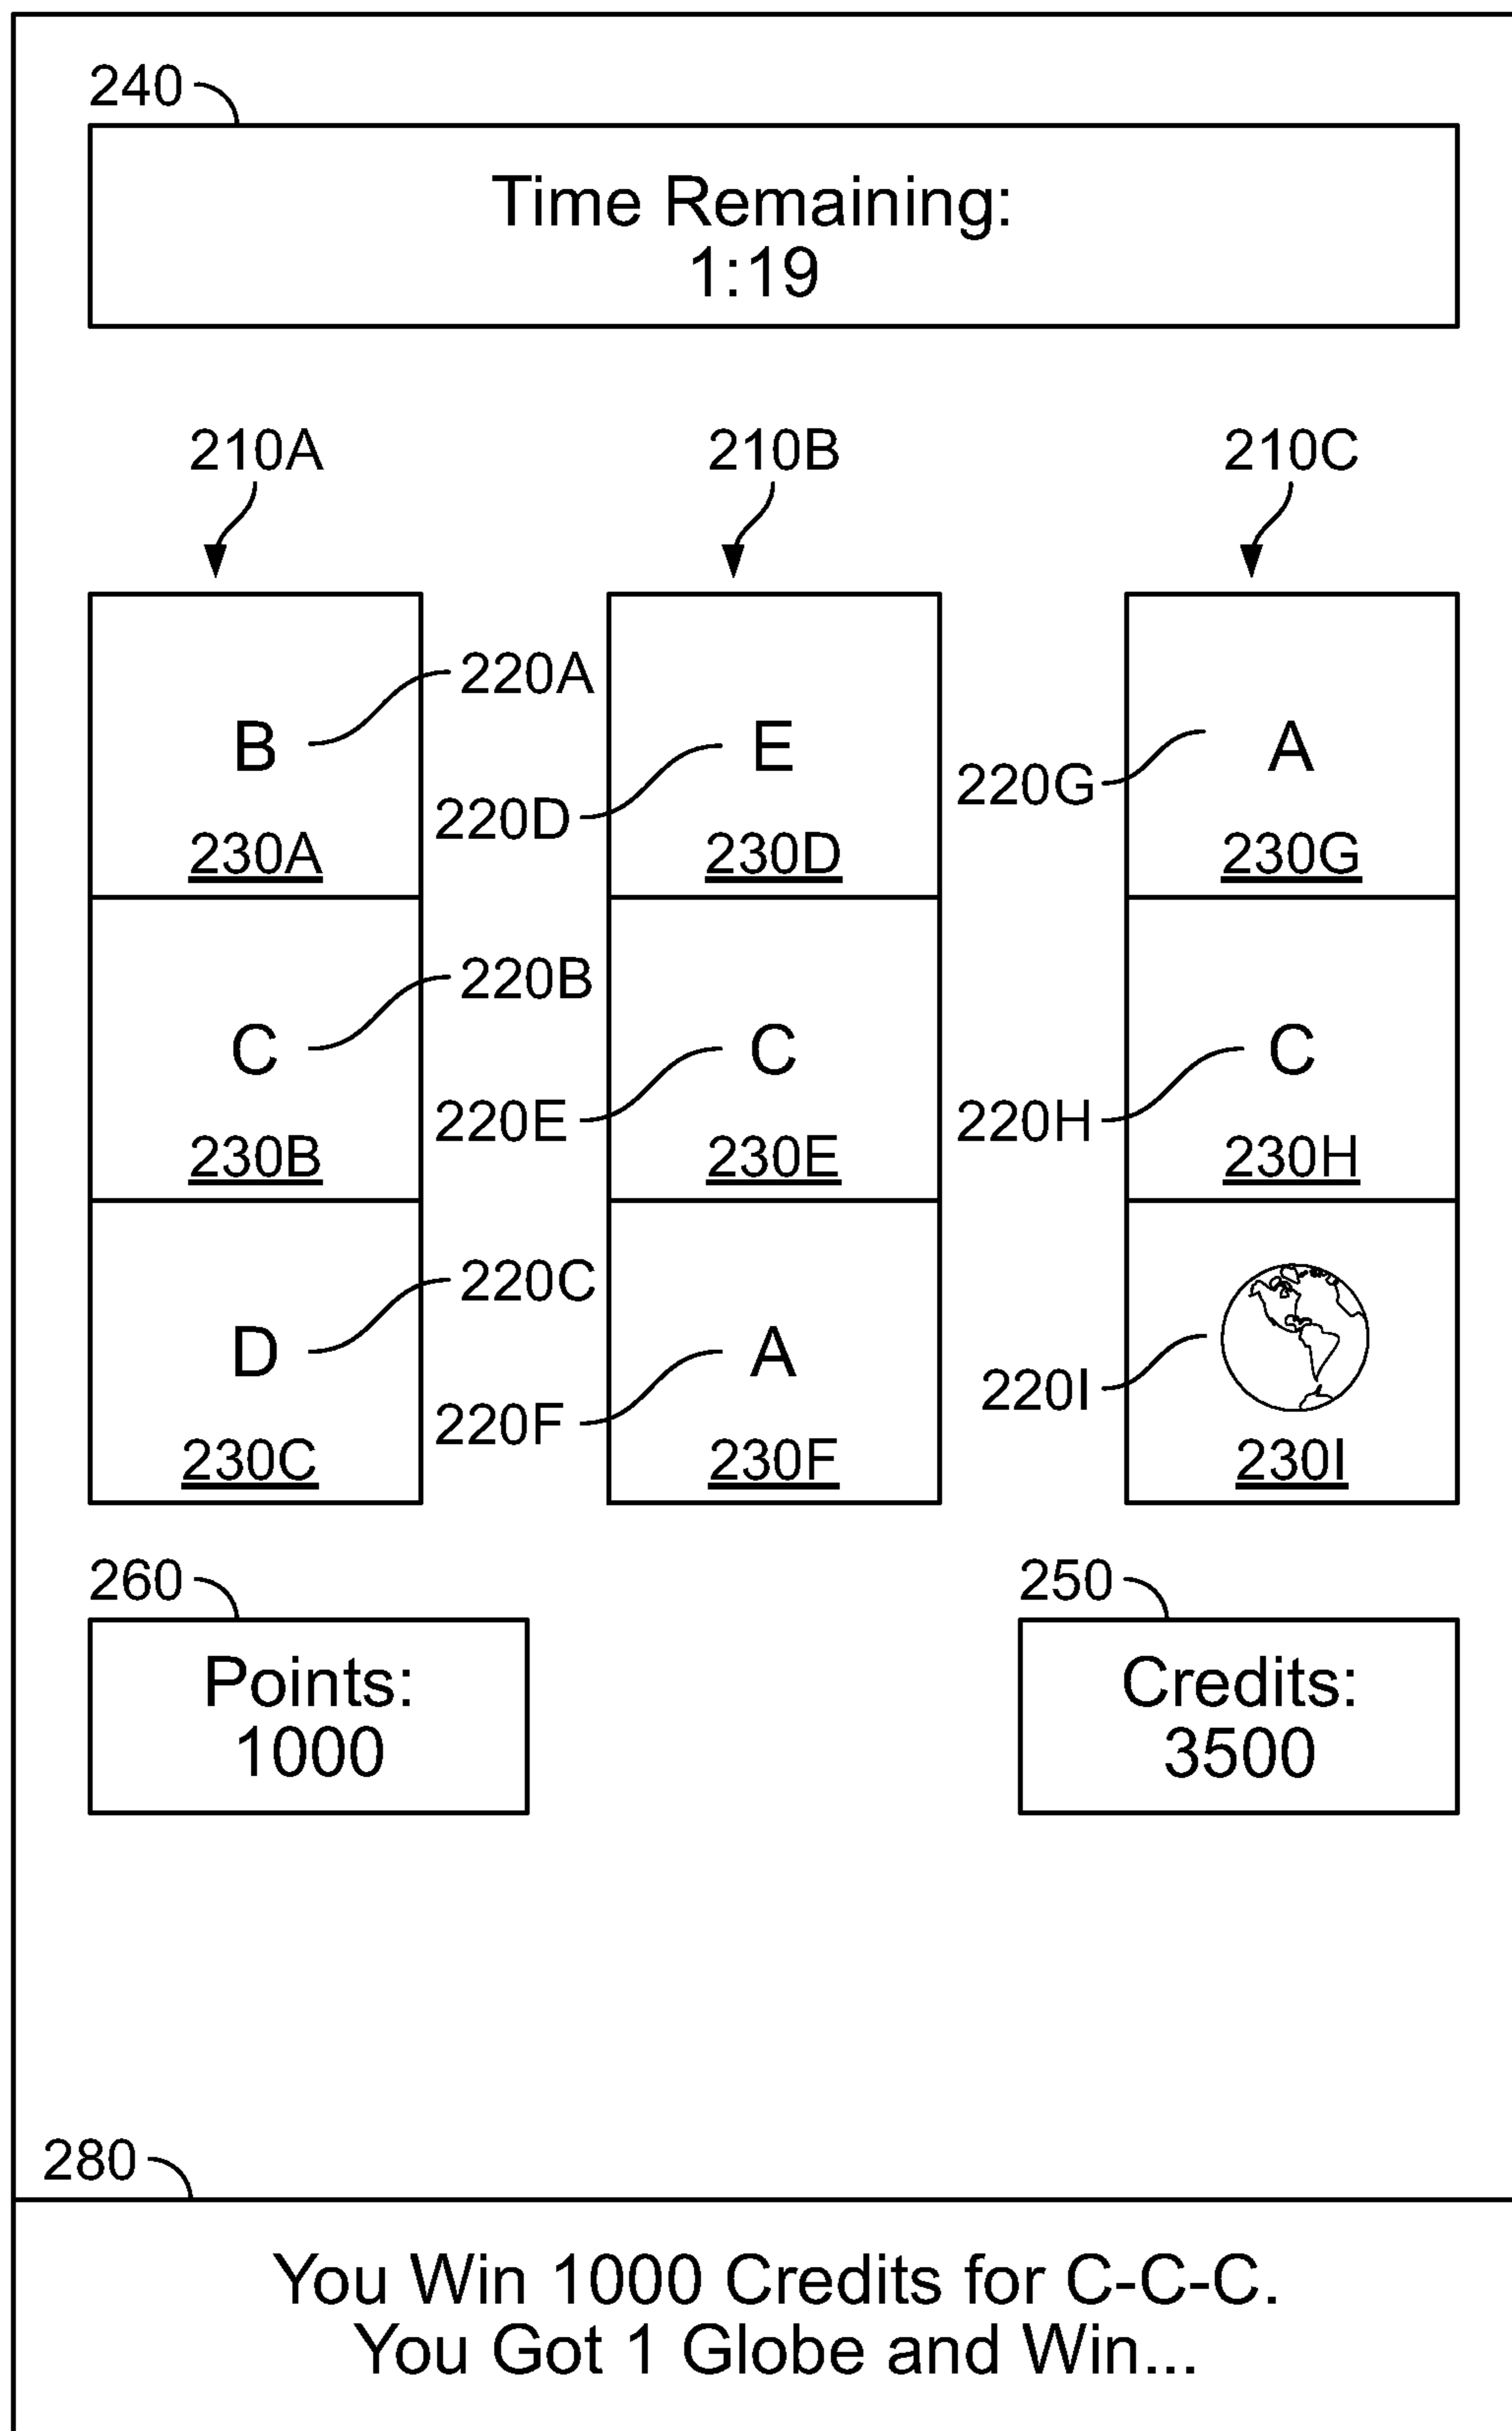 240
Time Remaining:
1:19
210A 210B 210C
220A
B E A
220G
220D
230A 230D 230G
220B
C C C
220E 220H
230B 230E 230H
220C
D A
220I
220F
230C 230F 230I
260 250
Points: Credits:
1000 3500
280
You Win 1000 Credits for C-C-C.
You Got 1 Globe and Win...